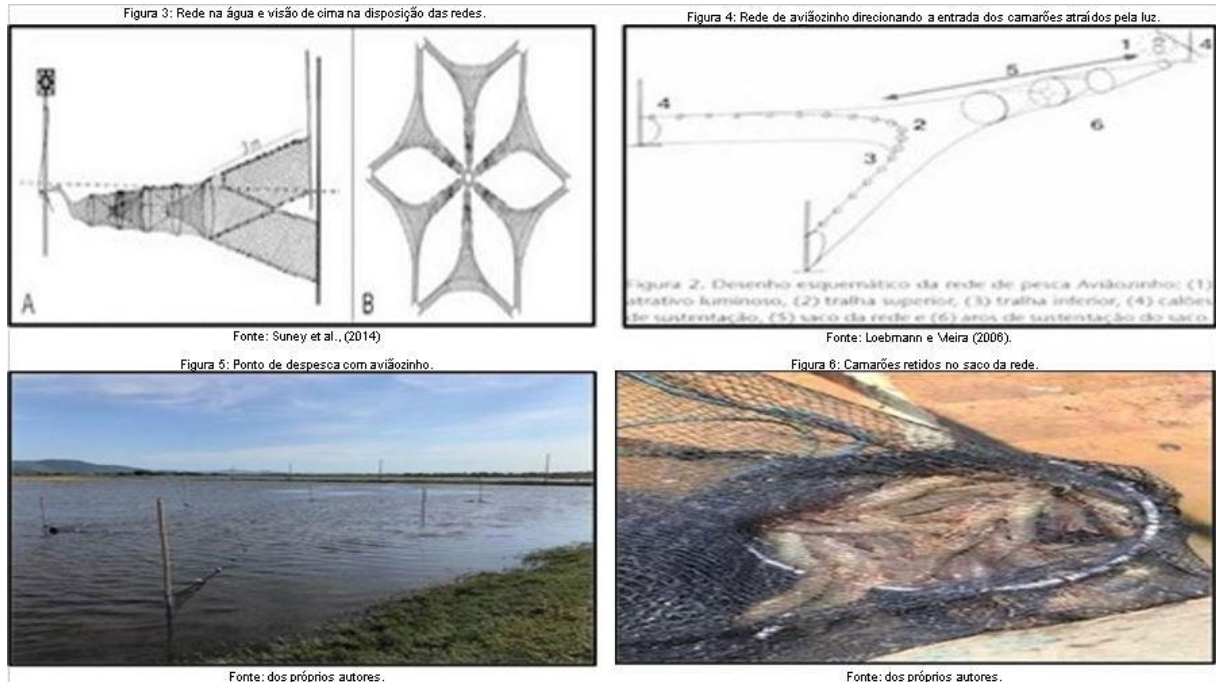 Figura 3: Rede na água e visão de cima na disposição das redes.
3 m
A
B
Fonte: Suney et al., (2014)
Figura 4: Rede de aviãozinho direcionando a entrada dos camarões atraídos pela luz.
1
4
5
4
2
6
3
Figura 2. Desenho esquemático da rede de pesca Aviãozinho; (1)
atrativo luminoso, (2) tralha superior, (3) tralha inferior, (4) calões
de sustentação, (5) saco da rede e (6) aros de sustentação do saco
Fonte: Loebmann e Vieira (2006).
Figura 5: Ponto de despesca com aviãozinho.
Fonte: dos próprios autores.
Figura 6: Camarões retidos no saco da rede.
Fonte: dos próprios autores.